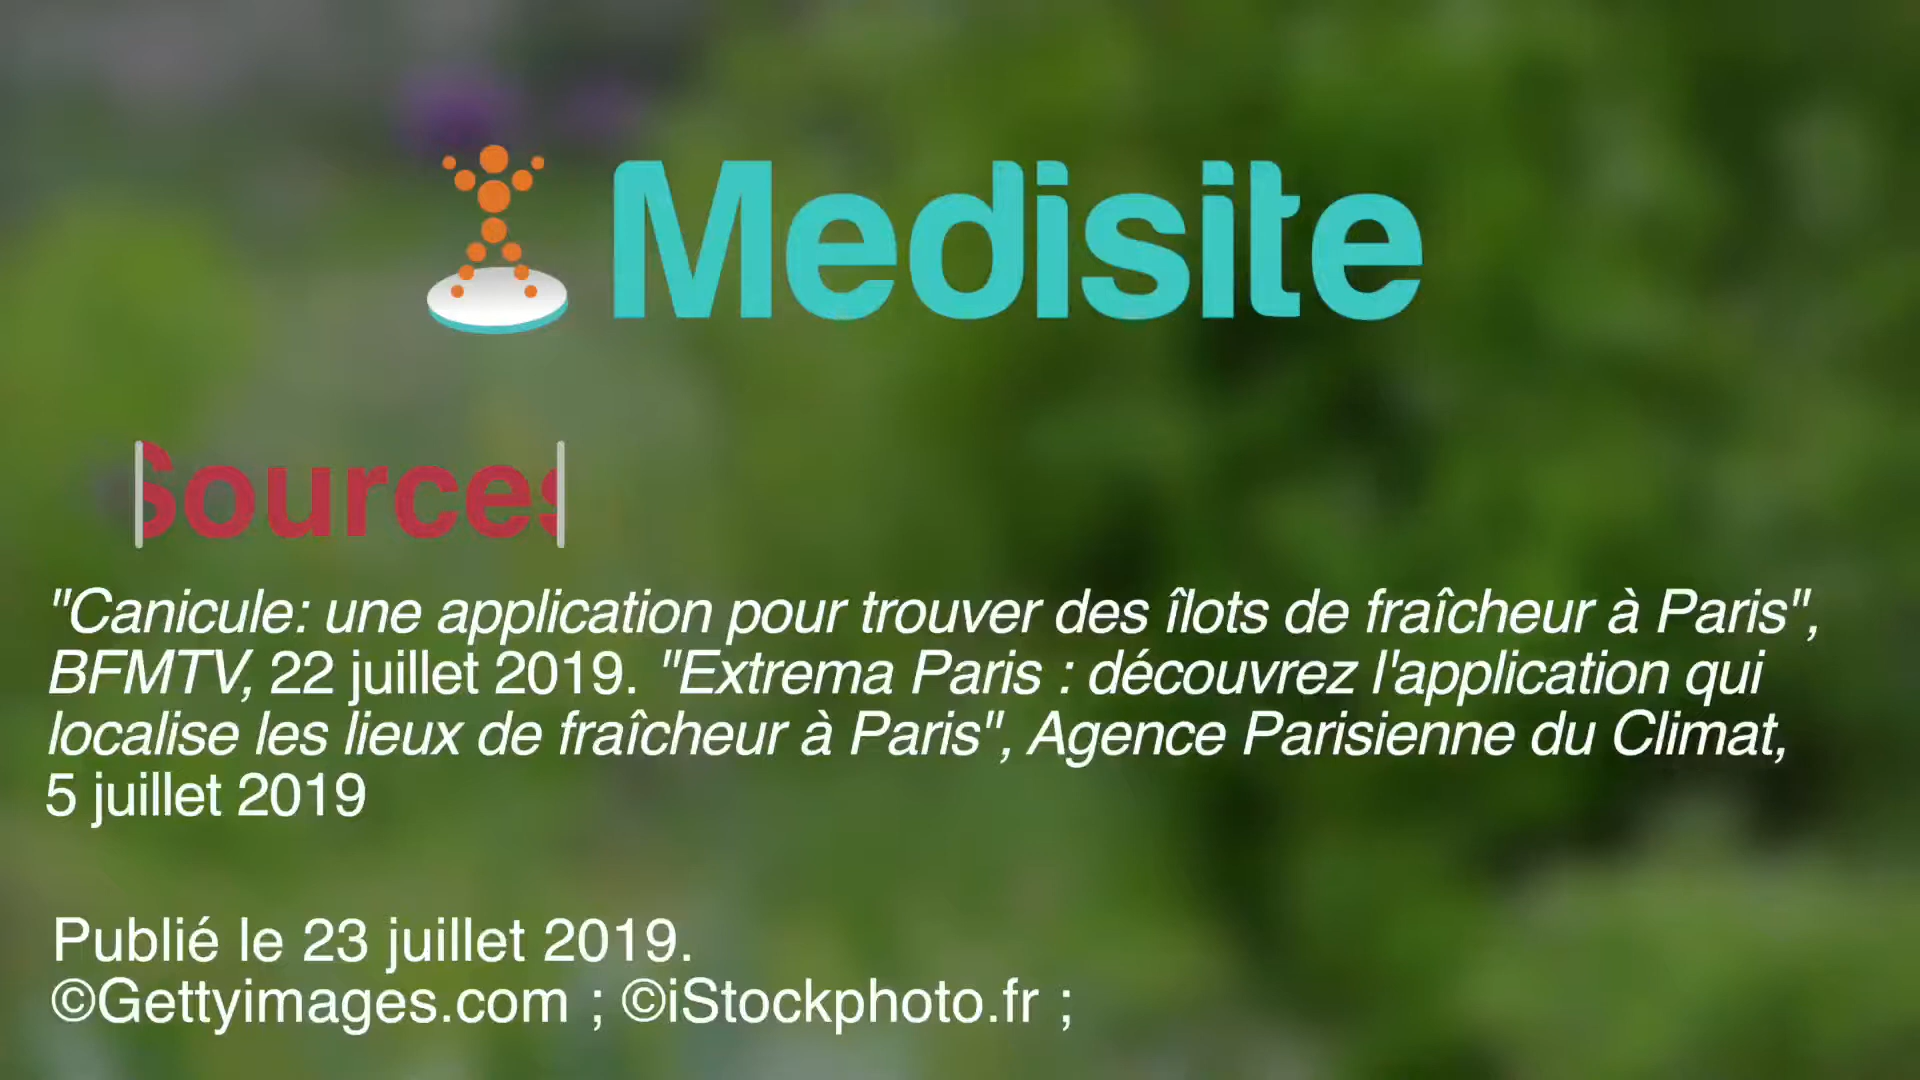 Medisite
Sources
"Canicule: une application pour trouver des îlots de fraîcheur à Paris",
BFMTV, 22 juillet 2019. "Extrema Paris : découvrez l'application qui
localise les lieux de fraîcheur à Paris", Agence Parisienne du Climat,
5 juillet 2019
Publié le 23 juillet 2019.
©Gettyimages.com ; ©iStockphoto.fr ;